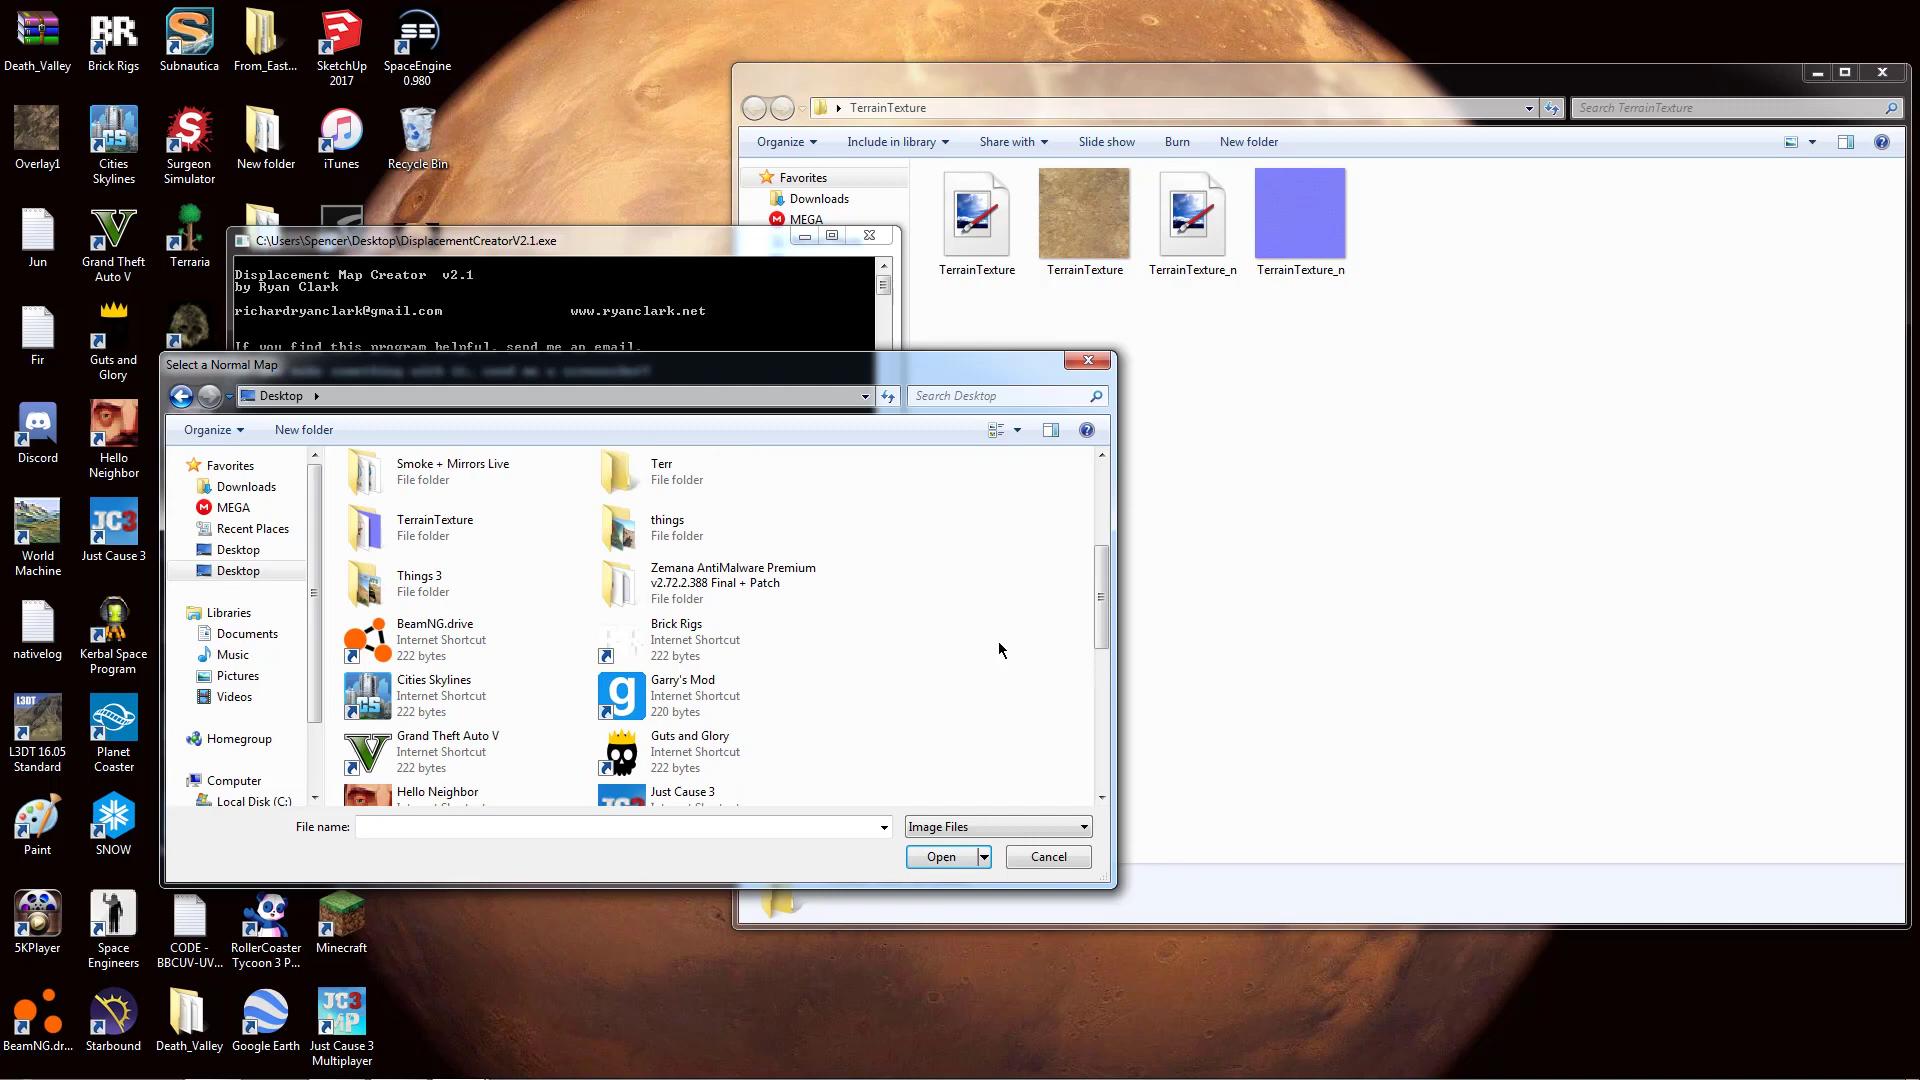 Death_Valley
Brick Rigs
Subnautica
From_East...
SketchUp
2017
SpaceEngine
0.980
Overlay1
Cities
Skylines
Surgeon
Simulator
New folder
iTunes
Recycle Bin
Jun
Grand Theft
Auto V
Terraria
Fir
Guts and
Glory
Discord
Hello
Neighbor
World
Machine
Just Cause 3
nativelog
Kerbal Space
Program
L3DT 16.05
Standard
Planet
Coaster
Paint
SNOW
5KPlayer
Space
Engineers
CODE -
BBCUV-UV...
RollerCoaster
Tycoon 3 P...
Minecraft
BeamNG.dr...
Starbound
Death_Valley
Google Earth
Just Cause 3
Multiplayer
TerrainTexture
Search TerrainTexture
Organize
Include in library
Share with
Slide show
Burn
New folder
Favorites
Downloads
MEGA
TerrainTexture
TerrainTexture
TerrainTexture_n
TerrainTexture_n
C:\Users\Spencer\Desktop\DisplacementCreatorV2.1.exe
Displacement Map Creator v2.1
by Ryan Clark
richardryanclark@gmail.com www.ryanclark.net
If you find this program helpful, send me an email.
Select a Normal Map
Desktop
Search Desktop
Organize
New folder
Favorites
Downloads
MEGA
Recent Places
Desktop
Desktop
Libraries
Documents
Music
Pictures
Videos
Homegroup
Computer
Local Disk (C:)
Smoke + Mirrors Live
File folder
Terr
File folder
TerrainTexture
File folder
things
File folder
Things 3
File folder
Zemana AntiMalware Premium
v2.72.2.388 Final + Patch
File folder
BeamNG.drive
Internet Shortcut
222 bytes
Brick Rigs
Internet Shortcut
222 bytes
Cities Skylines
Internet Shortcut
222 bytes
Garry's Mod
Internet Shortcut
220 bytes
Grand Theft Auto V
Internet Shortcut
222 bytes
Guts and Glory
Internet Shortcut
222 bytes
Hello Neighbor
Just Cause 3
File name:
Image Files
Open
Cancel